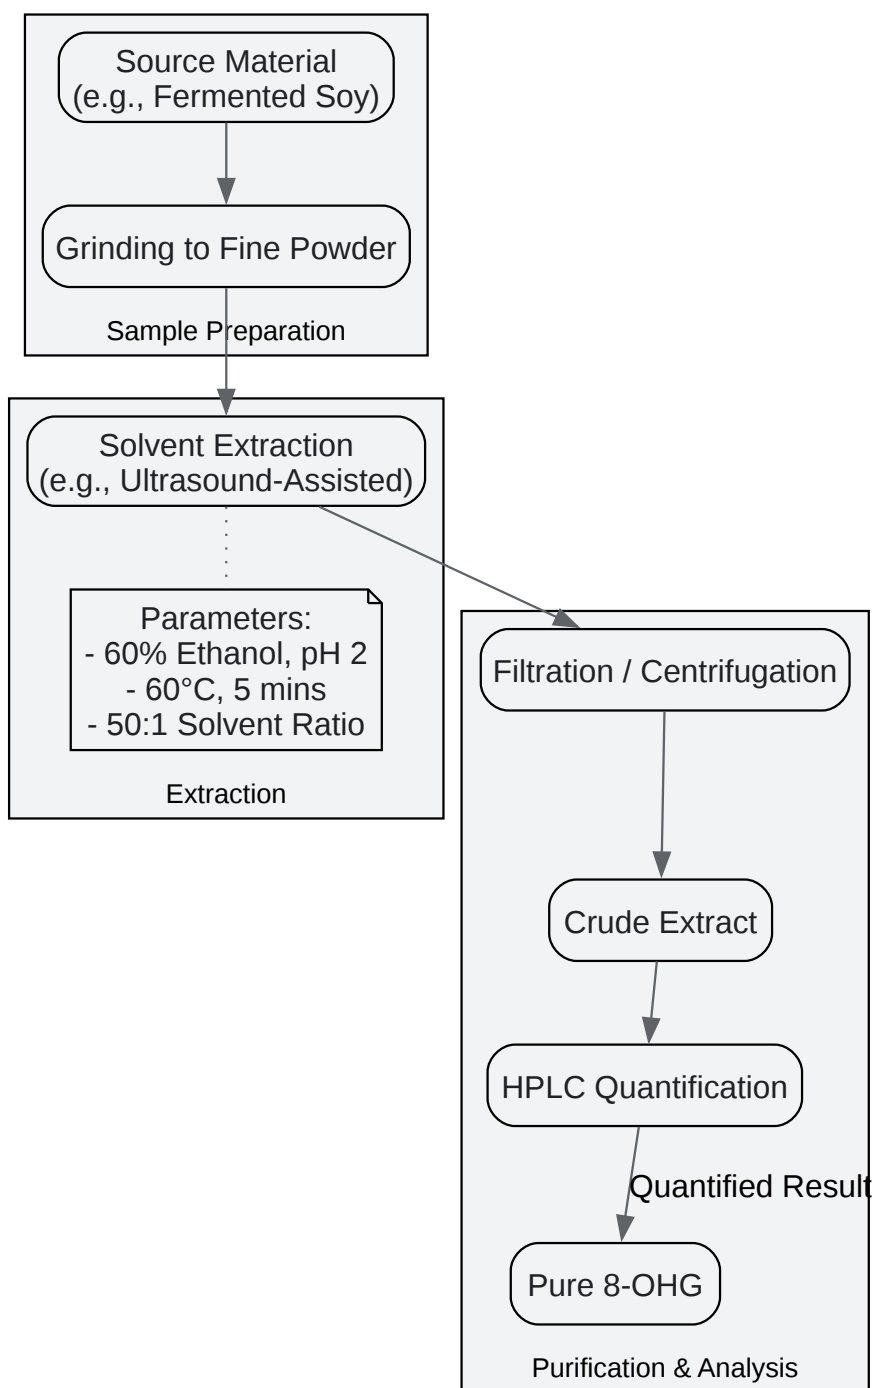 Source Material
(e.g., Fermented Soy)
Grinding to Fine Powder
Sample Preparation
Solvent Extraction
(e.g., Ultrasound-Assisted)
Parameters:
- 60% Ethanol, pH 2
- 60°C, 5 mins
- 50:1 Solvent Ratio
Extraction
Filtration / Centrifugation
Crude Extract
HPLC Quantification
Quantified Result
Pure 8-OHG
Purification & Analysis